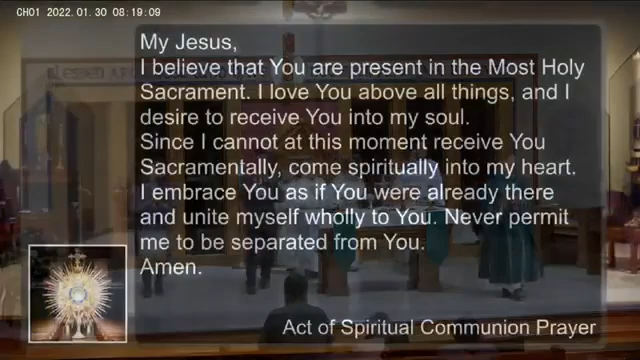 CH01 2022.01.30 08:19:09
My Jesus,
I believe that You are present in the Most Holy
Sacrament. I love You above all things, and I
desire to receive You into my soul.
Since I cannot at this moment receive You
Sacramentally, come spiritually into my heart.
I embrace You as if You were already there
and unite myself wholly to You. Never permit
me to be separated from You.
Amen.
Act of Spiritual Communion Prayer